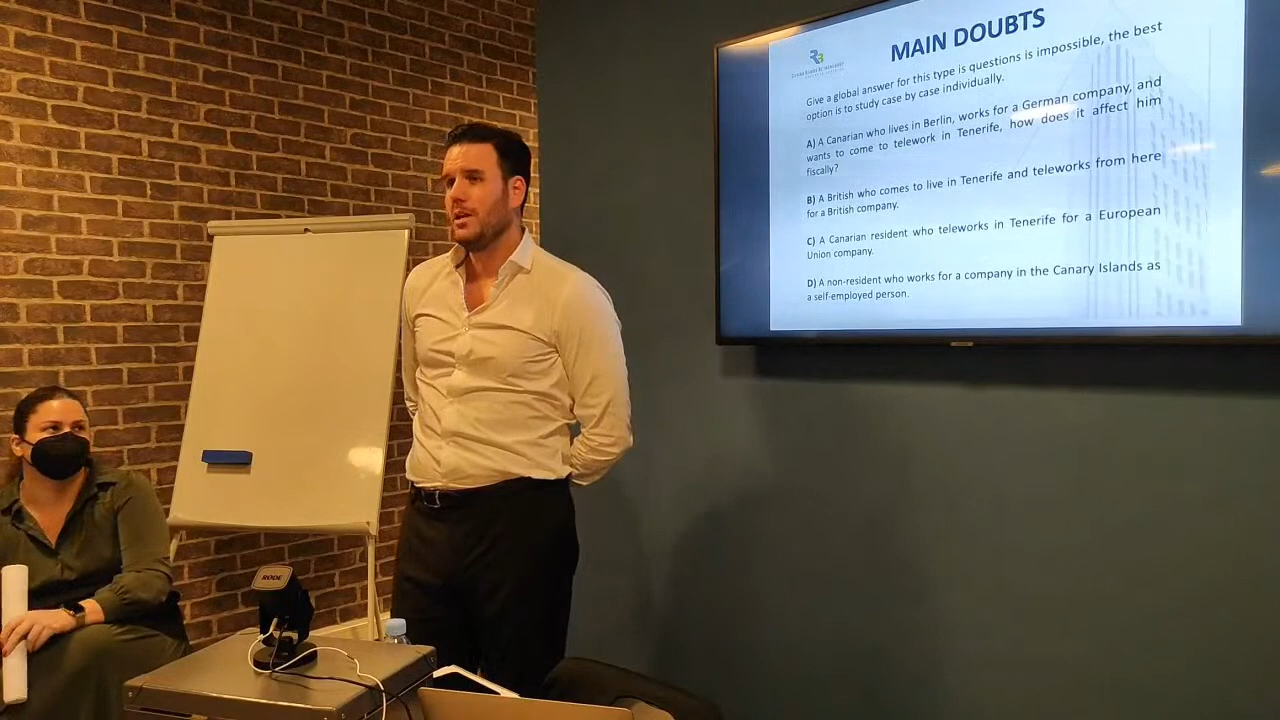 MAIN DOUBTS
RB
Give a global answer for this type is questions is impossible, the best
option is to study case by case individually.
A) A Canarian who lives in Berlin, works for a German company, and
wants to come to telework in Tenerife, how does it affect him
fiscally?
B) A British who comes to live in Tenerife and teleworks from here
for a British company.
C) A Canarian resident who teleworks in Tenerife for a European
Union company.
D) A non-resident who works for a company in the Canary Islands as
a self-employed person.
RODE